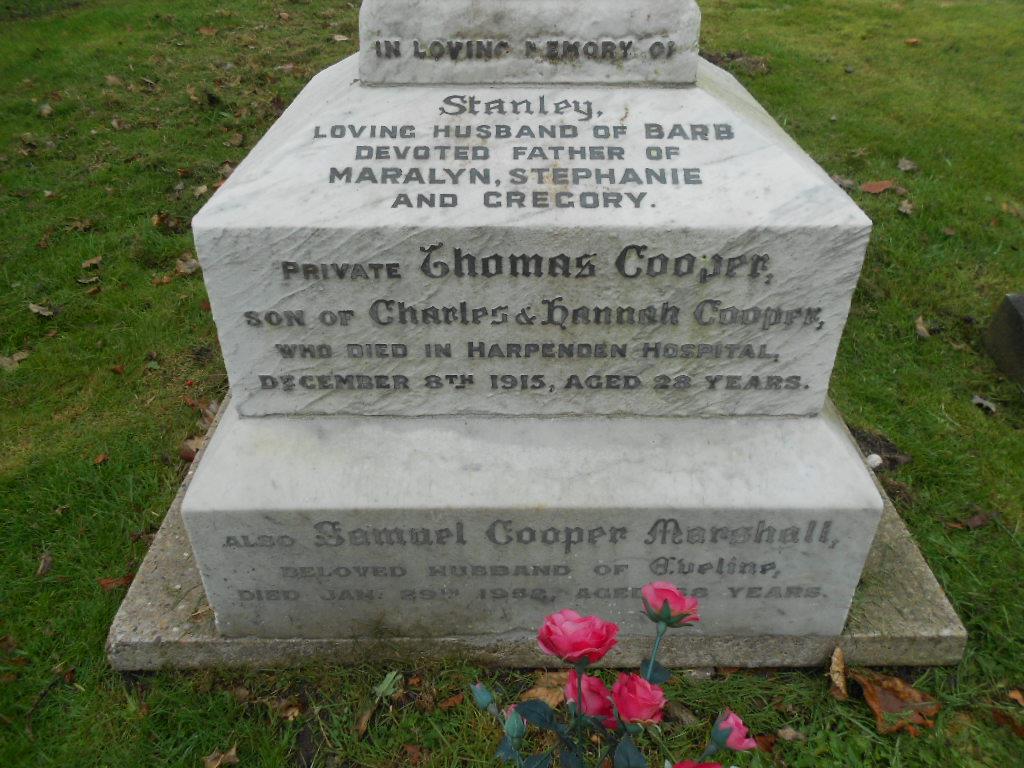 IN LOVING MEMORY OF
Stanley,
LOVING HUSBAND OF BARB
DEVOTED FATHER OF
MARALYN, STEPHANIE
AND GREGORY.
PRIVATE Thomas Cooper,
SON OF Charles & Hannah Cooper,
WHO DIED IN HARPENDEN HOSPITAL,
DECEMBER 8TH 1915, AGED 28 YEARS.
ALSO Samuel Cooper Marshall,
BELOVED HUSBAND OF Eveline,
DIED JAN. 29TH AGED YEARS.